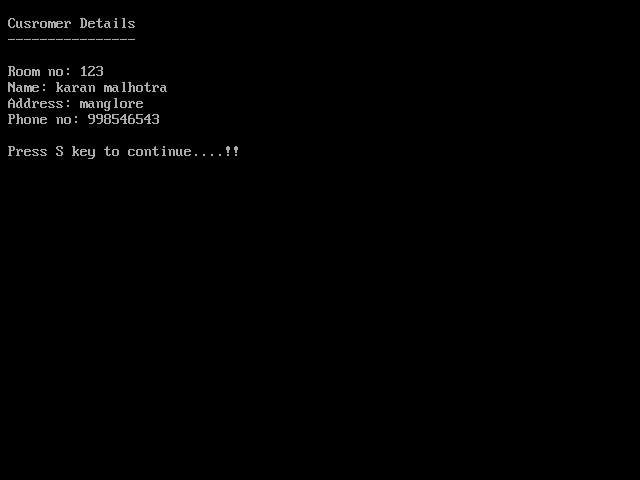 Cusromer Details
----------------
Room no: 123
Name: karan malhotra
Address: manglore
Phone no: 998546543
Press S key to continue....!!